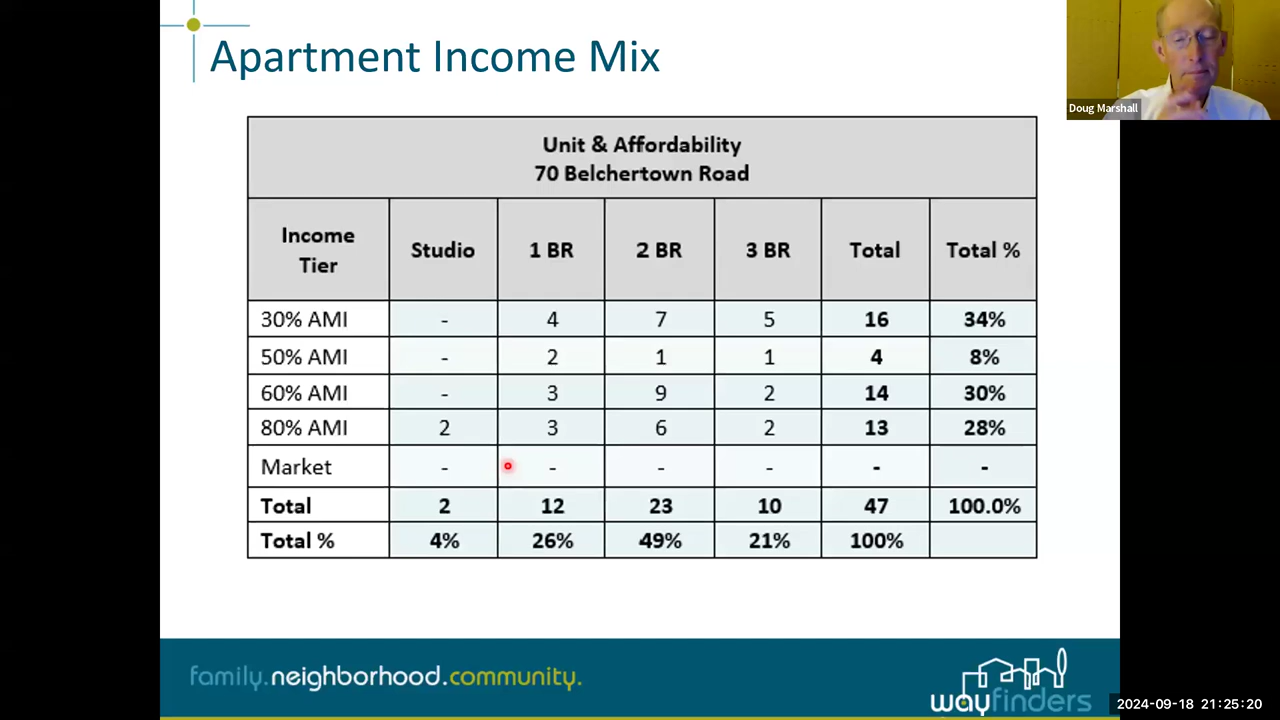 Apartment Income Mix
Doug Marshall
Unit & Affordability
70 Belchertown Road
Income Tier Studio 1 BR 2 BR 3 BR Total Total %
30% AMI - 4 7 5 16 34%
50% AMI - 2 1 1 4 8%
60% AMI - 3 9 2 14 30%
80% AMI 2 3 6 2 13 28%
Market - - - - - -
Total 2 12 23 10 47 100.0%
Total % 4% 26% 49% 21% 100%
family.neighborhood.community.
wayfinders
2024-09-18 21:25:20